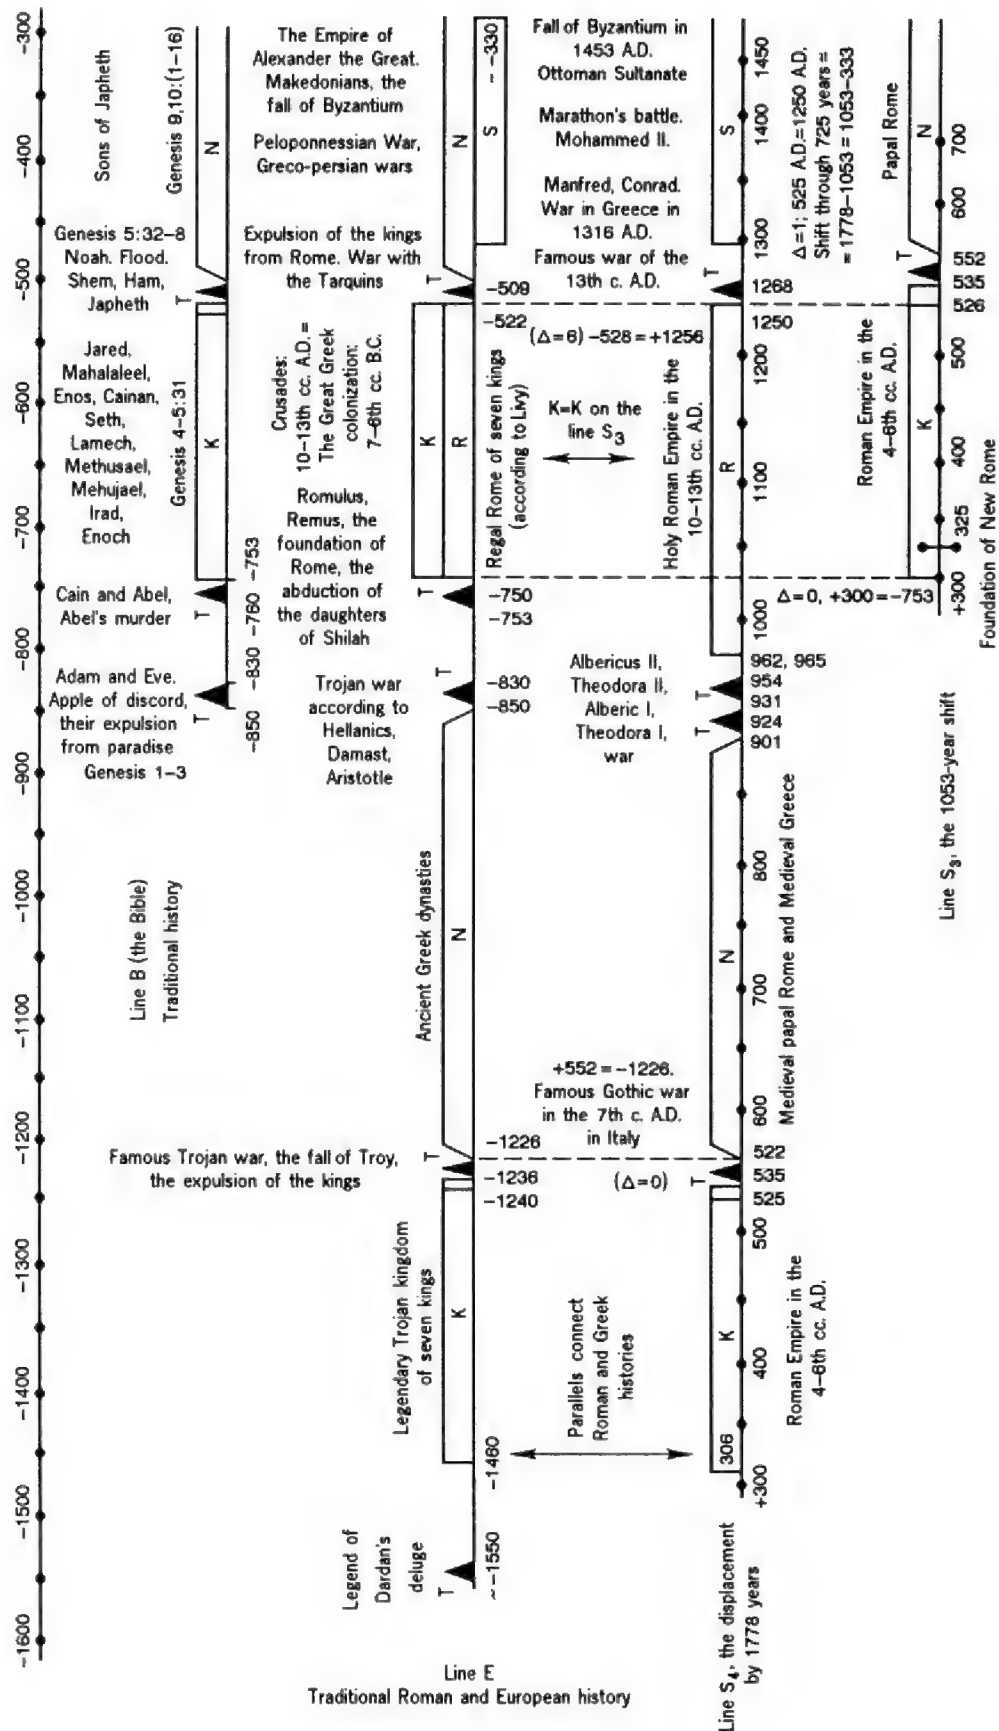 -300
-400
-500
-600
-700
-800
-900
-1000
-1100
-1200
-1300
-1400
-1500
-1600
Sons of Japheth
Genesis 9,10:(1–16)
N
Genesis 5:32–8
Noah. Flood.
Shem, Ham,
Japheth
T
Jared,
Mahalaleel,
Enos, Cainan,
Seth,
Lamech,
Methusael,
Mehujael,
Irad,
Enoch
Genesis 4–5:31
K
-753
Cain and Abel,
Abel's murder
T
-760
Adam and Eve.
Apple of discord,
their expulsion
from paradise
Genesis 1–3
T
-830
-850
Line B (the Bible)
Traditional history
The Empire of
Alexander the Great.
Makedonians, the
fall of Byzantium
Peloponnessian War,
Greco-persian wars
N
S
~ -330
Expulsion of the kings
from Rome. War with
the Tarquins
T
-509
-522
Crusades:
10–13th cc. A.D. =
The Great Greek
colonization:
7–6th cc. B.C.
K
R
Regal Rome of seven kings
(according to Livy)
Romulus,
Remus, the
foundation of
Rome, the
abduction of
the daughters
of Shilah
T
-750
-753
Trojan war
according to
Hellanics,
Damast,
Aristotle
T
-830
-850
Ancient Greek dynasties
N
Famous Trojan war, the fall of Troy,
the expulsion of the kings
T
-1226
-1236
-1240
Legendary Trojan kingdom
of seven kings
K
-1460
Legend of
Dardan's
deluge
T
~-1550
Line E
Traditional Roman and European history
Fall of Byzantium in
1453 A.D.
Ottoman Sultanate
Marathon's battle.
Mohammed II.
Manfred, Conrad.
War in Greece in
1316 A.D.
Famous war of the
13th c. A.D.
T
S
1450
1400
1300
1268
1250
(Δ=6) -528 = +1256
K=K on the
line S3
Holy Roman Empire in the
10–13th cc. A.D.
R
1200
1100
1000
Albericus II,
Theodora II,
Alberic I,
Theodora I,
war
T
T
962, 965
954
931
924
901
800
N
700
600
Medieval papal Rome and Medieval Greece
+552 = -1226.
Famous Gothic war
in the 7th c. A.D.
in Italy
(Δ=0)
T
522
535
525
500
Parallels connect
Roman and Greek
histories
K
306
400
+300
Roman Empire in the
4–6th cc. A.D.
Line S4, the displacement
by 1778 years
Δ=1; 525 A.D.=1250 A.D.
Shift through 725 years =
= 1778–1053 = 1053–333
Papal Rome
N
700
600
T
552
535
526
500
Roman Empire in the
4–6th cc. A.D.
K
400
325
+300
Δ=0, +300 = -753
Foundation of New Rome
Line S3, the 1053-year shift